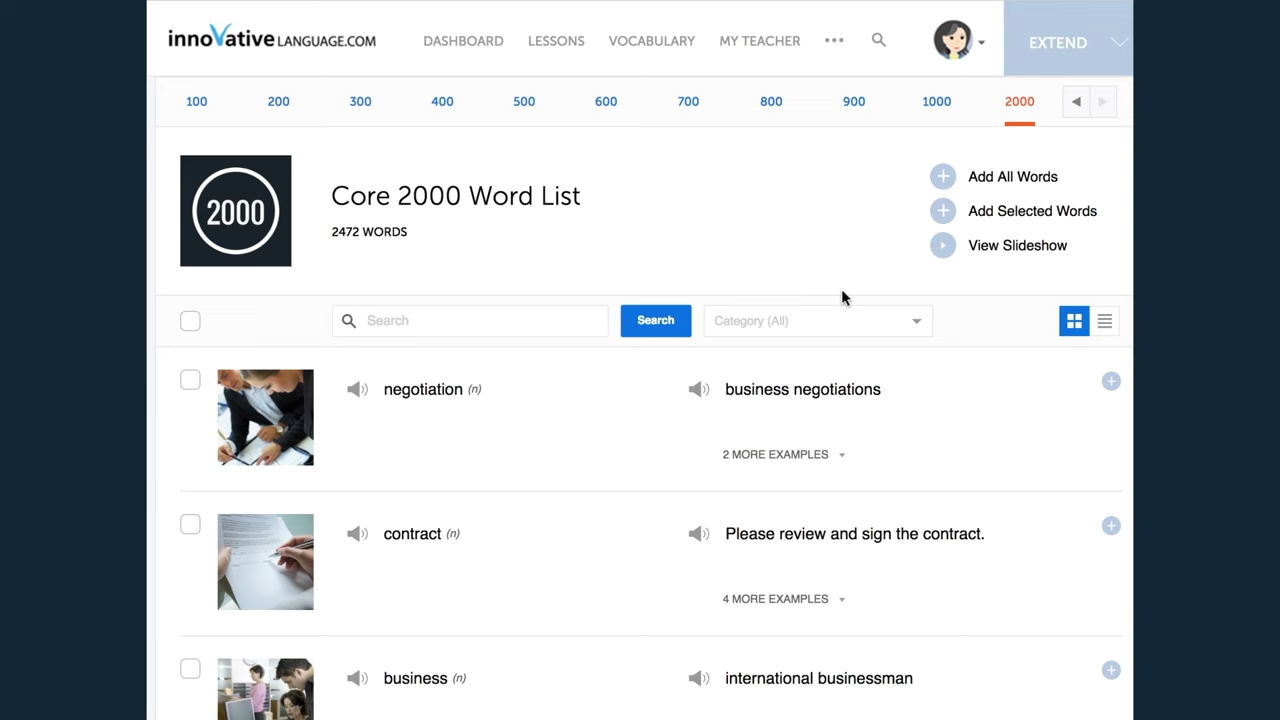 innoVative LANGUAGE.COM DASHBOARD LESSONS VOCABULARY MY TEACHER EXTEND
100 200 300 400 500 600 700 800 900 1000 2000
2000
Core 2000 Word List
2472 WORDS
Add All Words
Add Selected Words
View Slideshow
Search Search Category (All)
negotiation (n) business negotiations
2 MORE EXAMPLES
contract (n) Please review and sign the contract.
4 MORE EXAMPLES
business (n) international businessman